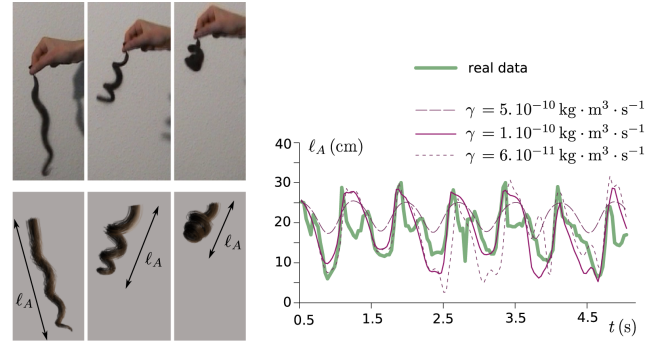 real data
γ = 5.10⁻¹⁰ kg · m³ · s⁻¹
γ = 1.10⁻¹⁰ kg · m³ · s⁻¹
γ = 6.10⁻¹¹ kg · m³ · s⁻¹
40 ℓ_A (cm)
30
20
10
0
0.5 1.5 2.5 3.5 4.5 t (s)
ℓ_A ℓ_A ℓ_A